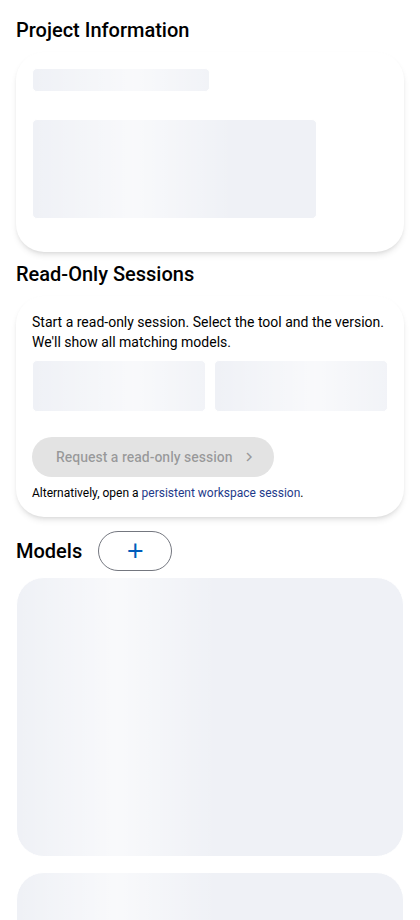 Project Information
Read-Only Sessions
Start a read-only session. Select the tool and the version.
We'll show all matching models.
Request a read-only session
Alternatively, open a persistent workspace session.
Models